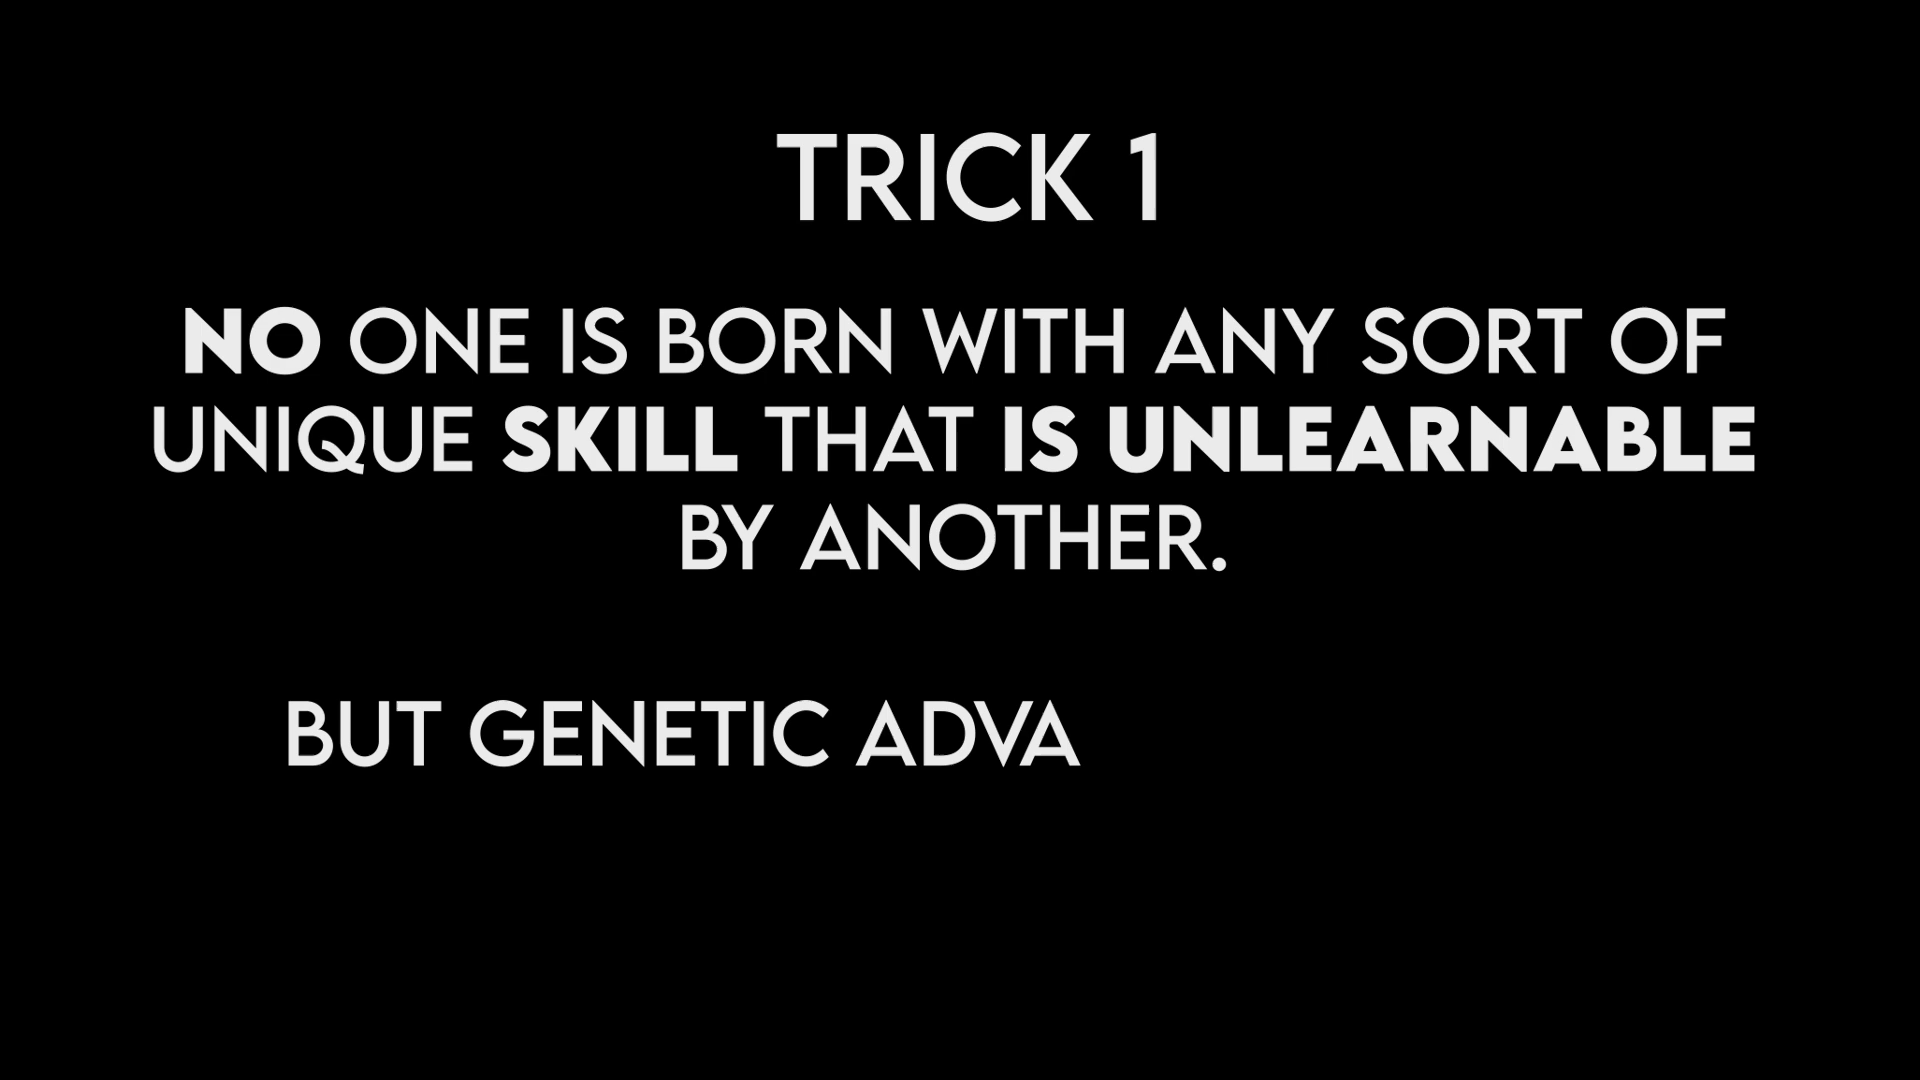 TRICK 1
NO ONE IS BORN WITH ANY SORT OF
UNIQUE SKILL THAT IS UNLEARNABLE
BY ANOTHER.
BUT GENETIC ADVA